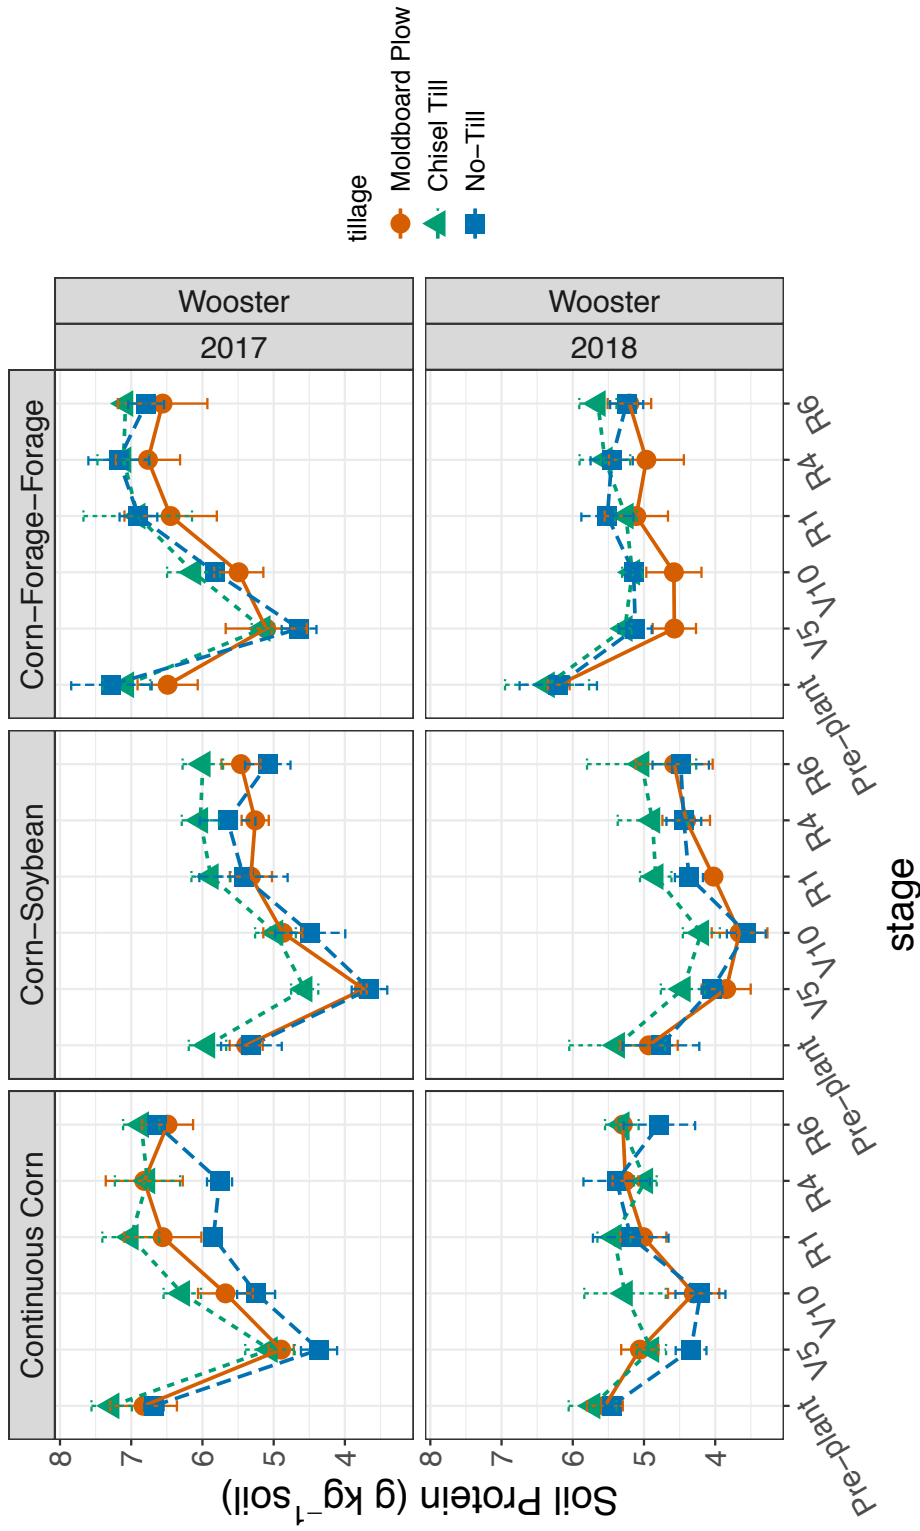 Continuous Corn
Corn−Soybean
Corn−Forage−Forage
2017
Wooster
2018
Wooster
8
7
6
5
4
8
7
6
5
4
Soil Protein (g kg⁻¹soil)
Pre−plant
V5
V10
R1
R4
R6
Pre−plant
V5
V10
R1
R4
R6
Pre−plant
V5
V10
R1
R4
R6
stage
tillage
Moldboard Plow
Chisel Till
No−Till